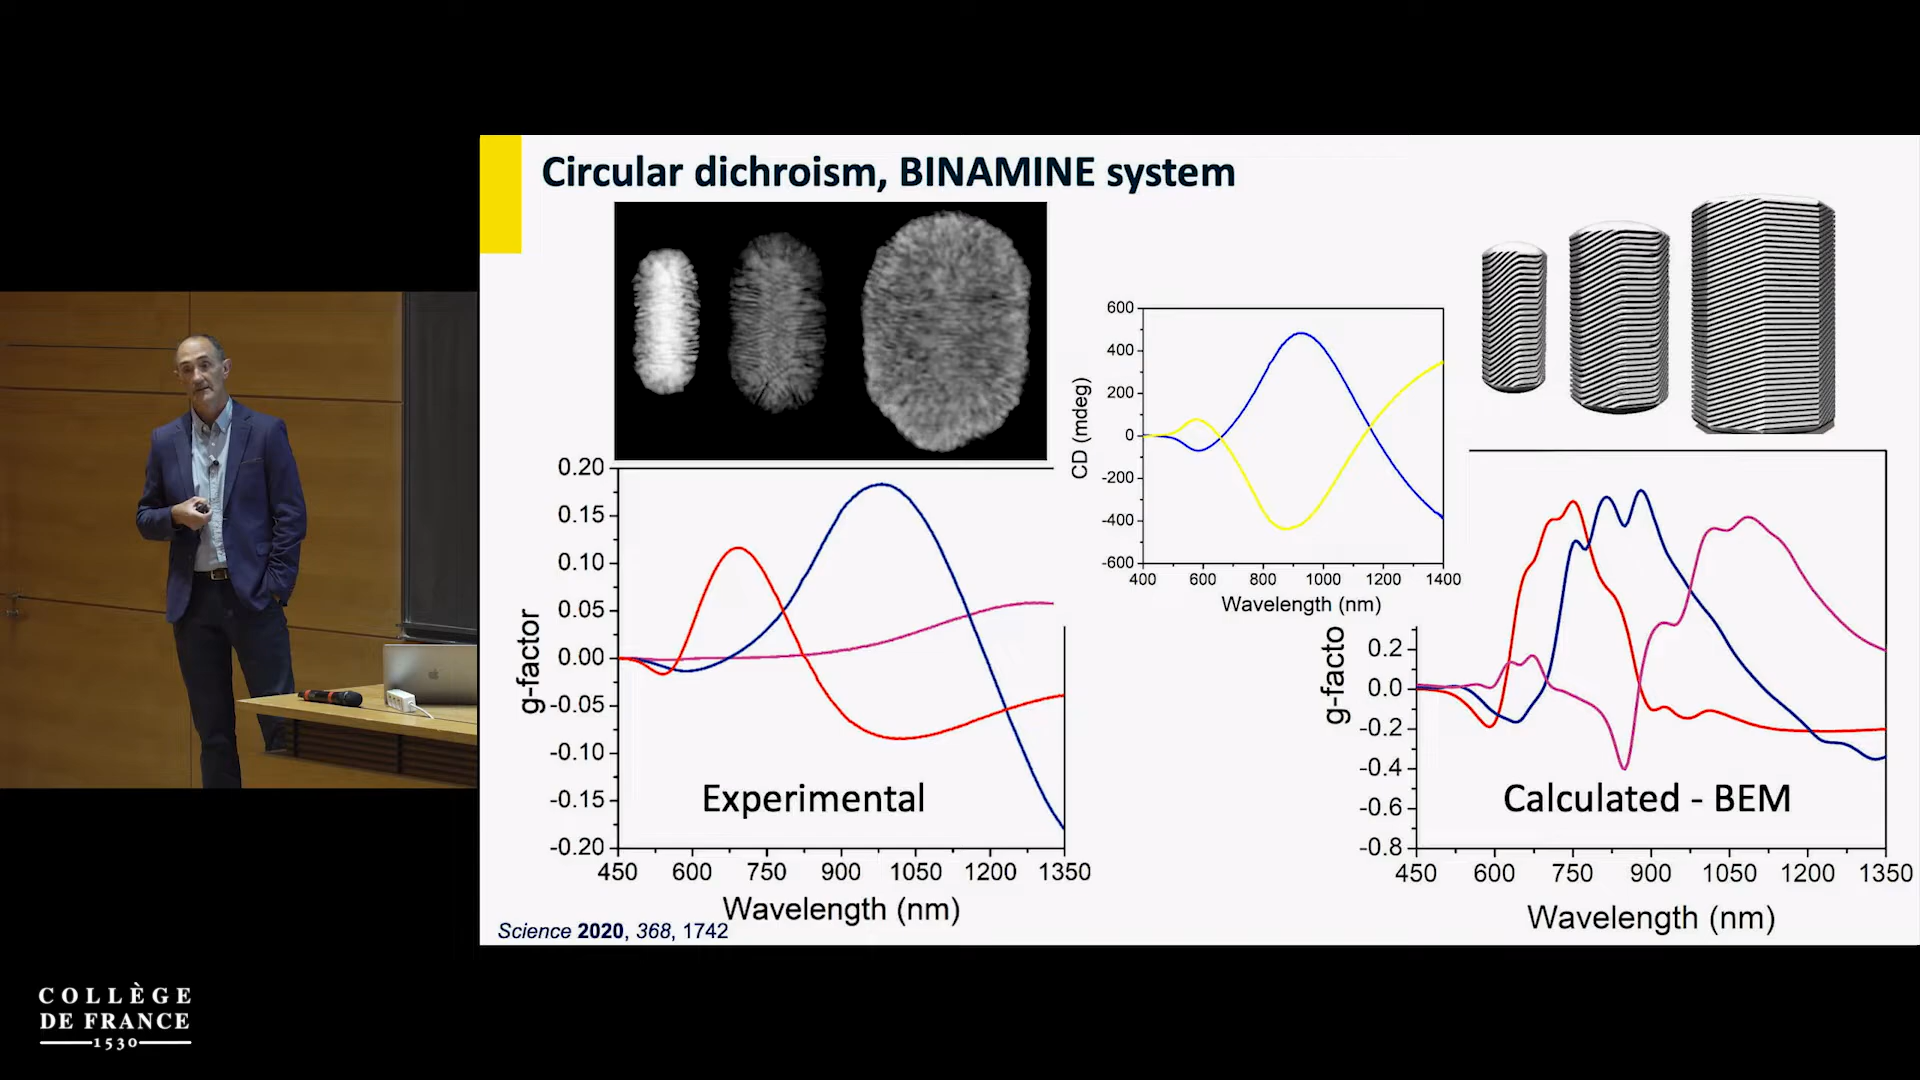 Circular dichroism, BINAMINE system
600
400
200
0
-200
-400
-600
CD (mdeg)
400 600 800 1000 1200 1400
Wavelength (nm)
0.20
0.15
0.10
0.05
0.00
-0.05
-0.10
-0.15
-0.20
g-factor
Experimental
450 600 750 900 1050 1200 1350
Wavelength (nm)
0.2
0.0
-0.2
-0.4
-0.6
-0.8
g-facto
Calculated - BEM
450 600 750 900 1050 1200 1350
Wavelength (nm)
Science 2020, 368, 1742
COLLÈGE
DE FRANCE
1530